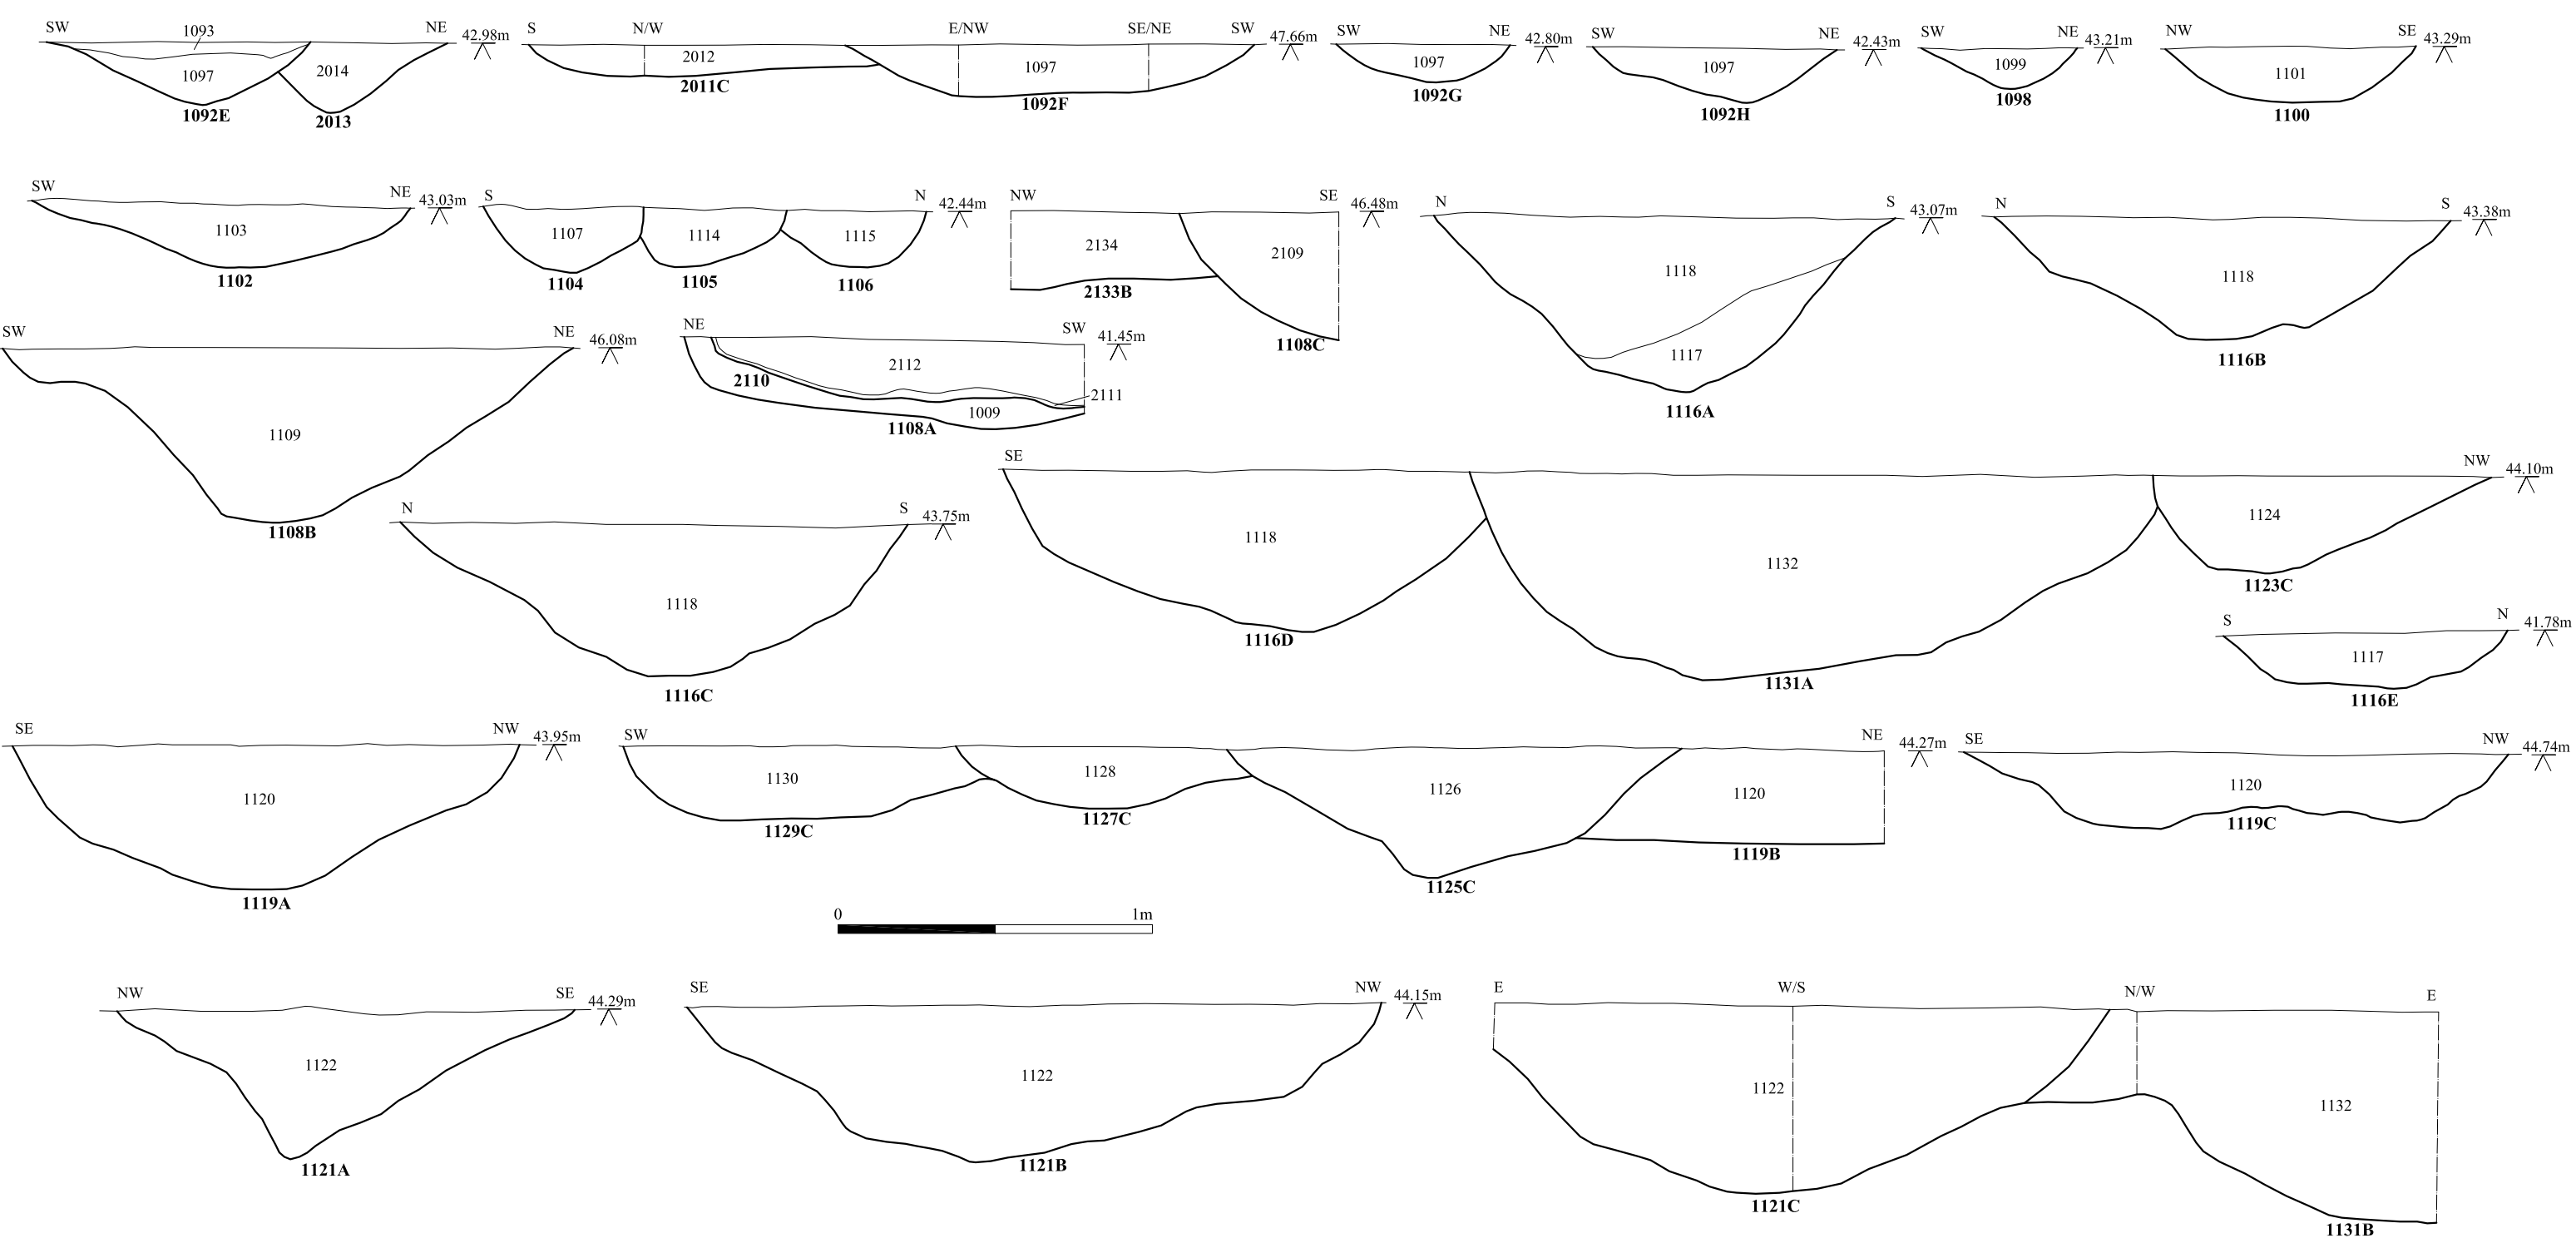 SW 1093 NE 42.98m
1097 2014
1092E 2013
S N/W E/NW SE/NE SW 47.66m
2012 1097
2011C 1092F
SW NE 42.80m
1097
1092G
SW NE 42.43m
1097
1092H
SW NE 43.21m
1099
1098
NW SE 43.29m
1101
1100
SW NE 43.03m
1103
1102
S N 42.44m
1107 1114 1115
1104 1105 1106
NW SE 46.48m
2134 2109
2133B
1108C
N S 43.07m
1118
1117
1116A
N S 43.38m
1118
1116B
SW NE 46.08m
1109
1108B
NE SW 41.45m
2112
2110
2111
1009
1108A
N S 43.75m
1118
1116C
SE NW 44.10m
1118 1132 1124
1116D 1131A 1123C
S N 41.78m
1117
1116E
SE NW 43.95m
1120
1119A
SW NE 44.27m
1130 1128 1126 1120
1129C 1127C 1125C 1119B
SE NW 44.74m
1120
1119C
0 1m
NW SE 44.29m
1122
1121A
SE NW 44.15m
1122
1121B
E W/S N/W E
1122 1132
1121C 1131B